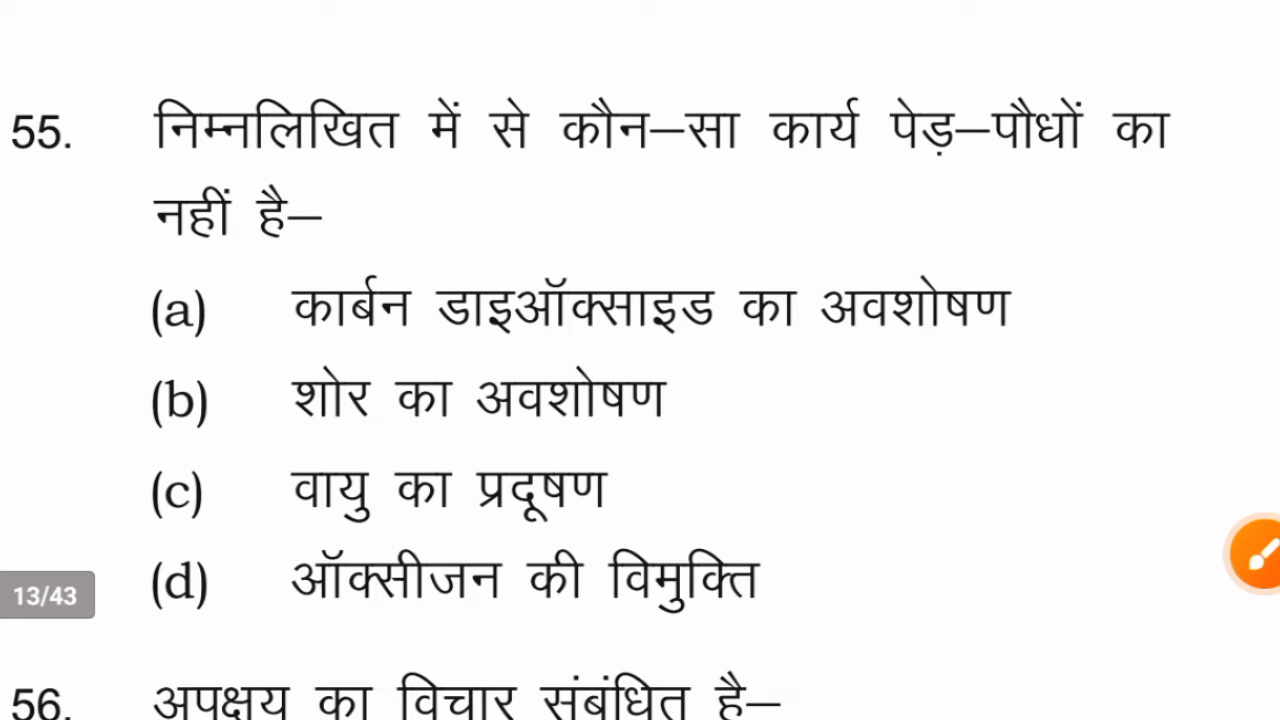 55. निम्नलिखित में से कौन–सा कार्य पेड़–पौधों का
नहीं है–
(a) कार्बन डाइऑक्साइड का अवशोषण
(b) शोर का अवशोषण
(c) वायु का प्रदूषण
(d) ऑक्सीजन की विमुक्ति
13/43
56. अपक्षय का विचार संबंधित है–